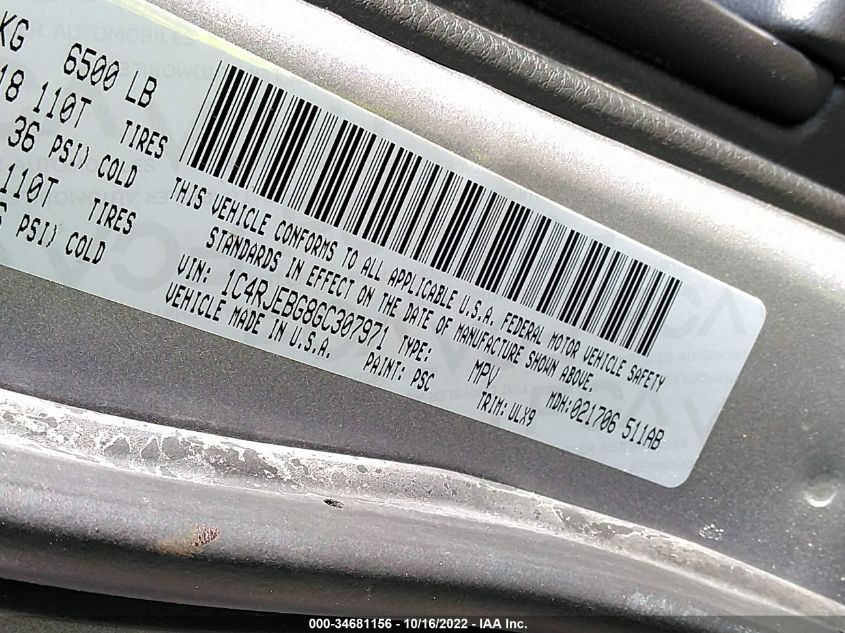 KG 6500 LB
18 110T TIRES
36 PSI) COLD
110T TIRES
PSI) COLD
THIS VEHICLE CONFORMS TO ALL APPLICABLE U.S.A. FEDERAL MOTOR VEHICLE SAFETY
STANDARDS IN EFFECT ON THE DATE OF MANUFACTURE SHOWN ABOVE.
VIN: 1C4RJEBG8GC307971 TYPE: MPV MDH:021706 511AB
VEHICLE MADE IN U.S.A. PAINT: PSC TRIM: ULX9
000-34681156 - 10/16/2022 - IAA Inc.